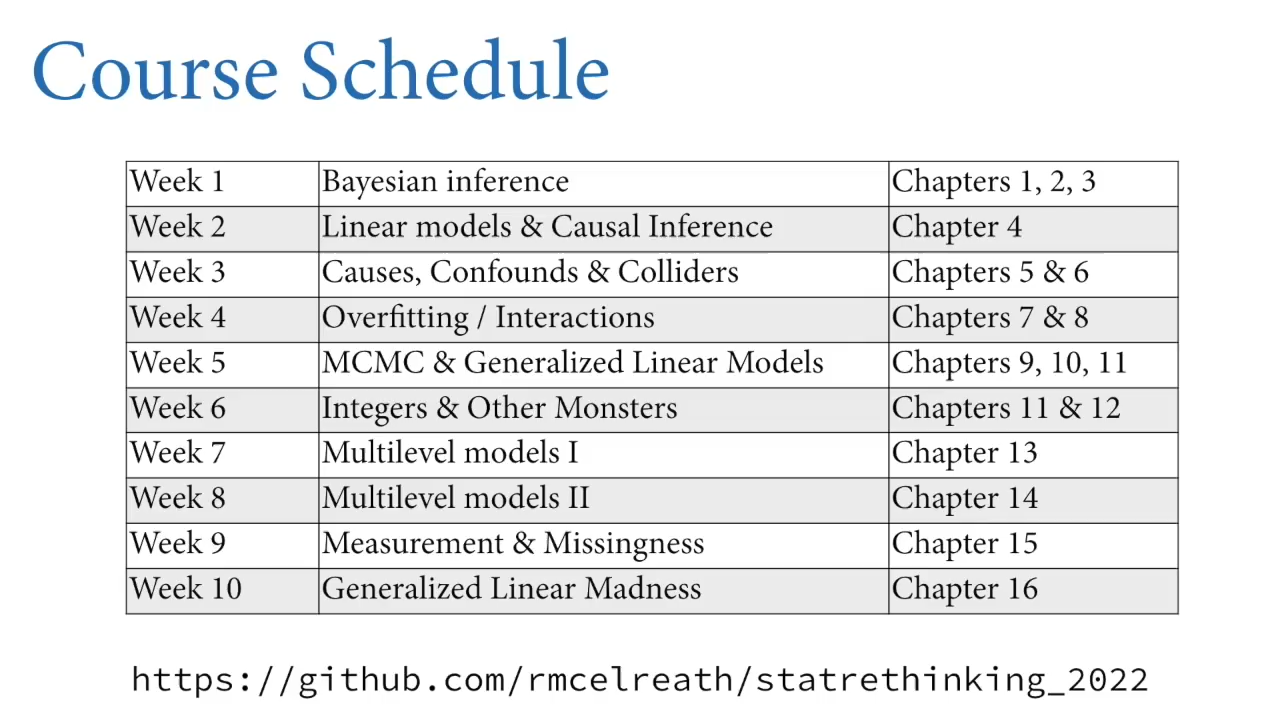 Course Schedule
Week 1 Bayesian inference Chapters 1, 2, 3
Week 2 Linear models & Causal Inference Chapter 4
Week 3 Causes, Confounds & Colliders Chapters 5 & 6
Week 4 Overfitting / Interactions Chapters 7 & 8
Week 5 MCMC & Generalized Linear Models Chapters 9, 10, 11
Week 6 Integers & Other Monsters Chapters 11 & 12
Week 7 Multilevel models I Chapter 13
Week 8 Multilevel models II Chapter 14
Week 9 Measurement & Missingness Chapter 15
Week 10 Generalized Linear Madness Chapter 16
https://github.com/rmcelreath/statrethinking_2022